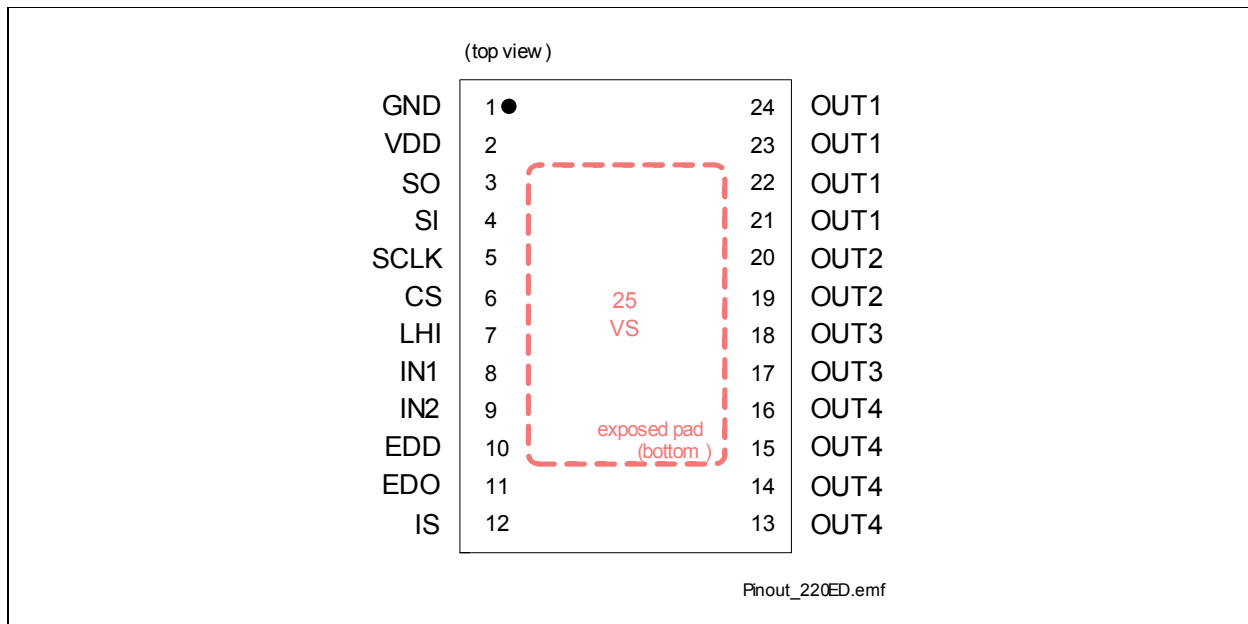 (top view )
GND 1 24 OUT1
VDD 2 23 OUT1
SO 3 22 OUT1
SI 4 21 OUT1
SCLK 5 20 OUT2
CS 6 19 OUT2
LHI 7 18 OUT3
IN1 8 17 OUT3
IN2 9 16 OUT4
EDD 10 15 OUT4
EDO 11 14 OUT4
IS 12 13 OUT4
25
VS
exposed pad
(bottom )
Pinout_220ED.emf